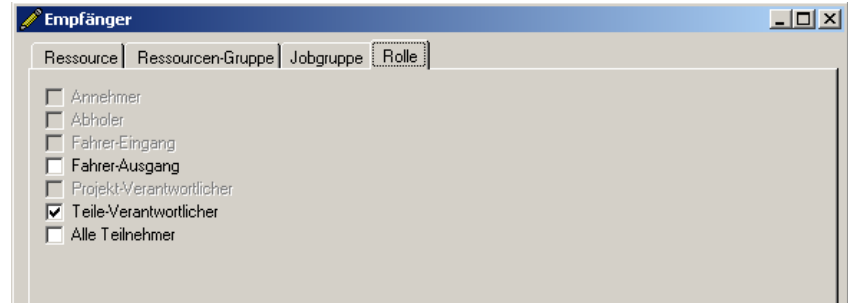 Empfänger
Ressource Ressourcen-Gruppe Jobgruppe Rolle
Annehmer
Abholer
Fahrer-Eingang
Fahrer-Ausgang
Projekt-Verantwortlicher
Teile-Verantwortlicher
Alle Teilnehmer